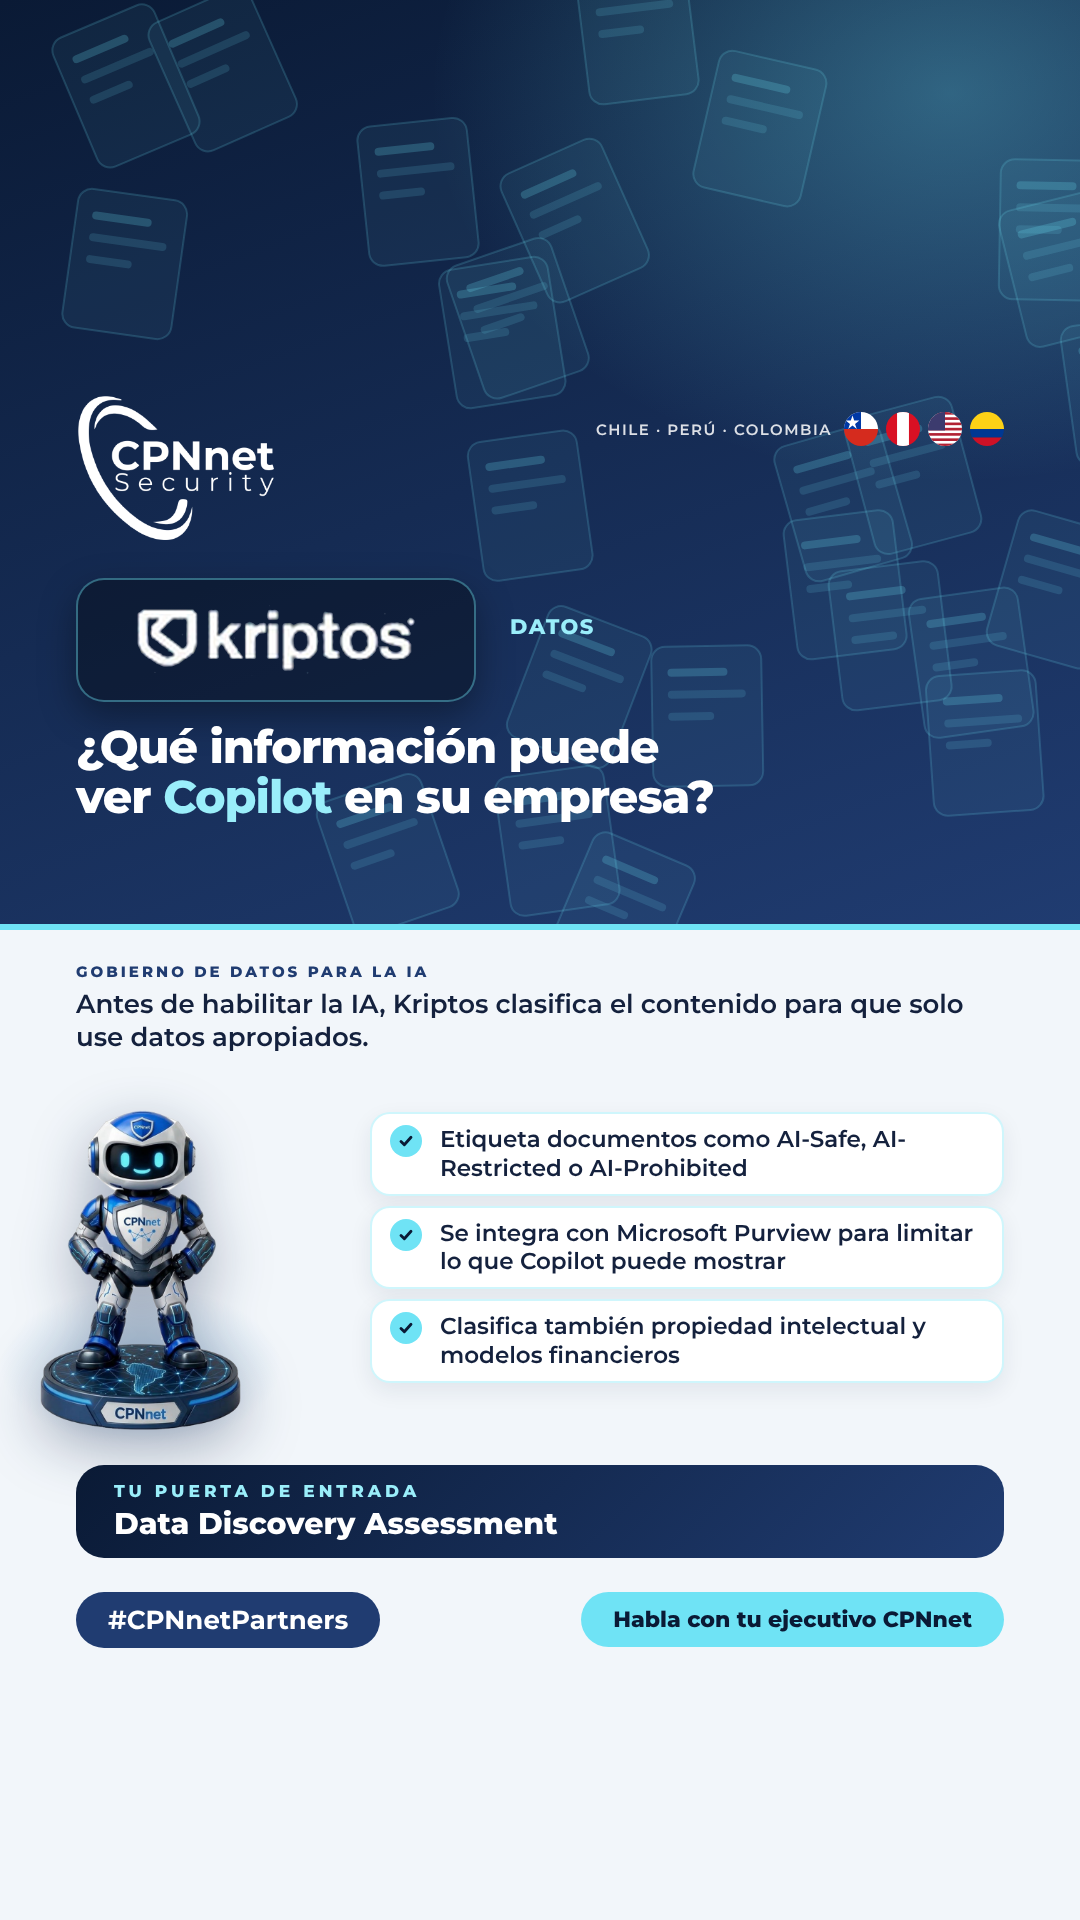 CPNnet
Security
CHILE · PERÚ · COLOMBIA
kriptos
DATOS
¿Qué información puede
ver Copilot en su empresa?
GOBIERNO DE DATOS PARA LA IA
Antes de habilitar la IA, Kriptos clasifica el contenido para que solo
use datos apropiados.
CPNnet
CPNnet
CPNnet
Etiqueta documentos como AI-Safe, AI-
Restricted o AI-Prohibited
Se integra con Microsoft Purview para limitar
lo que Copilot puede mostrar
Clasifica también propiedad intelectual y
modelos financieros
TU PUERTA DE ENTRADA
Data Discovery Assessment
#CPNnetPartners
Habla con tu ejecutivo CPNnet